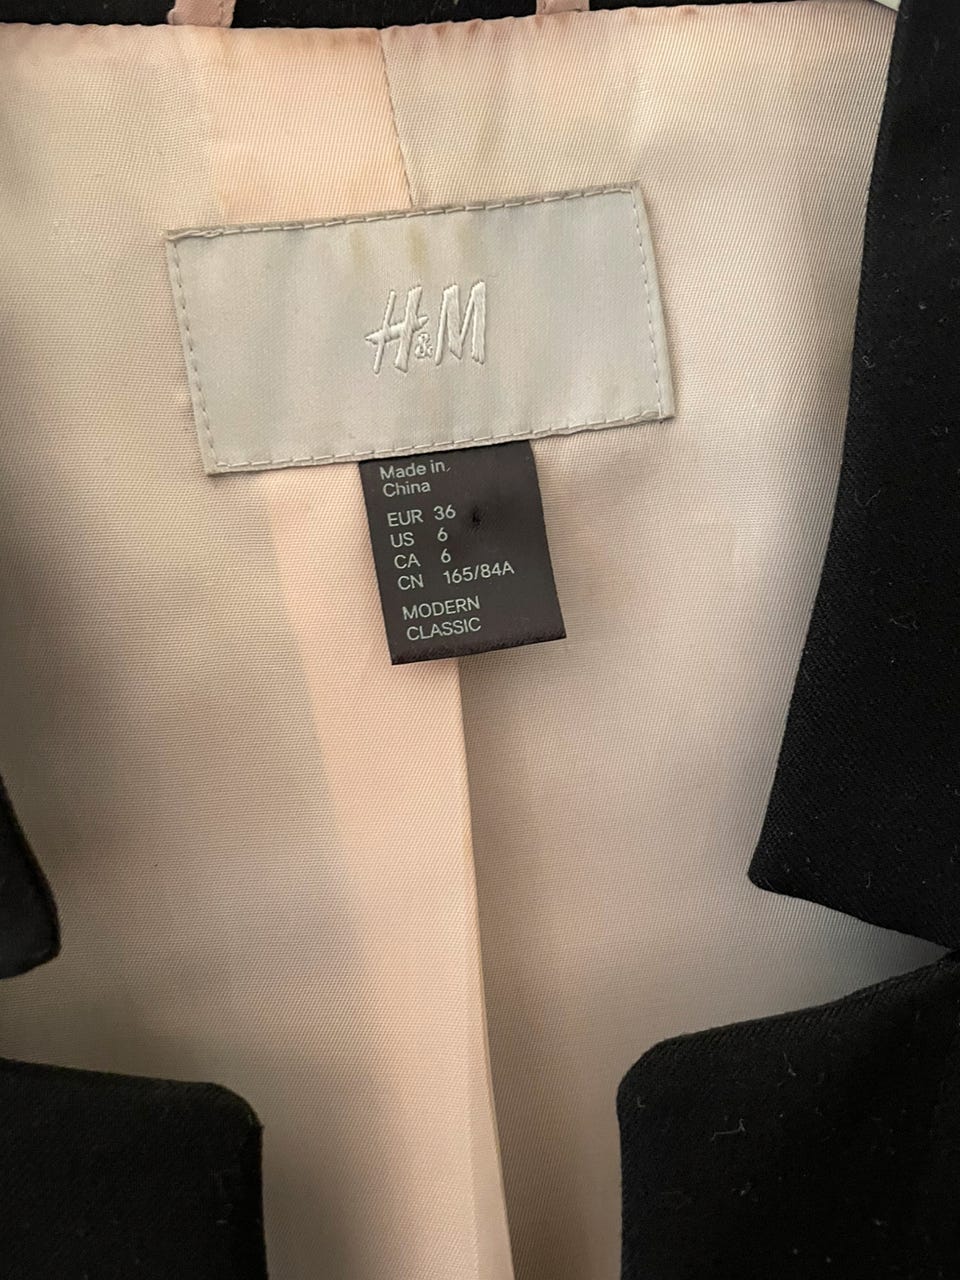 H&M
Made in
China
EUR 36
US 6
CA 6
CN 165/84A
MODERN
CLASSIC